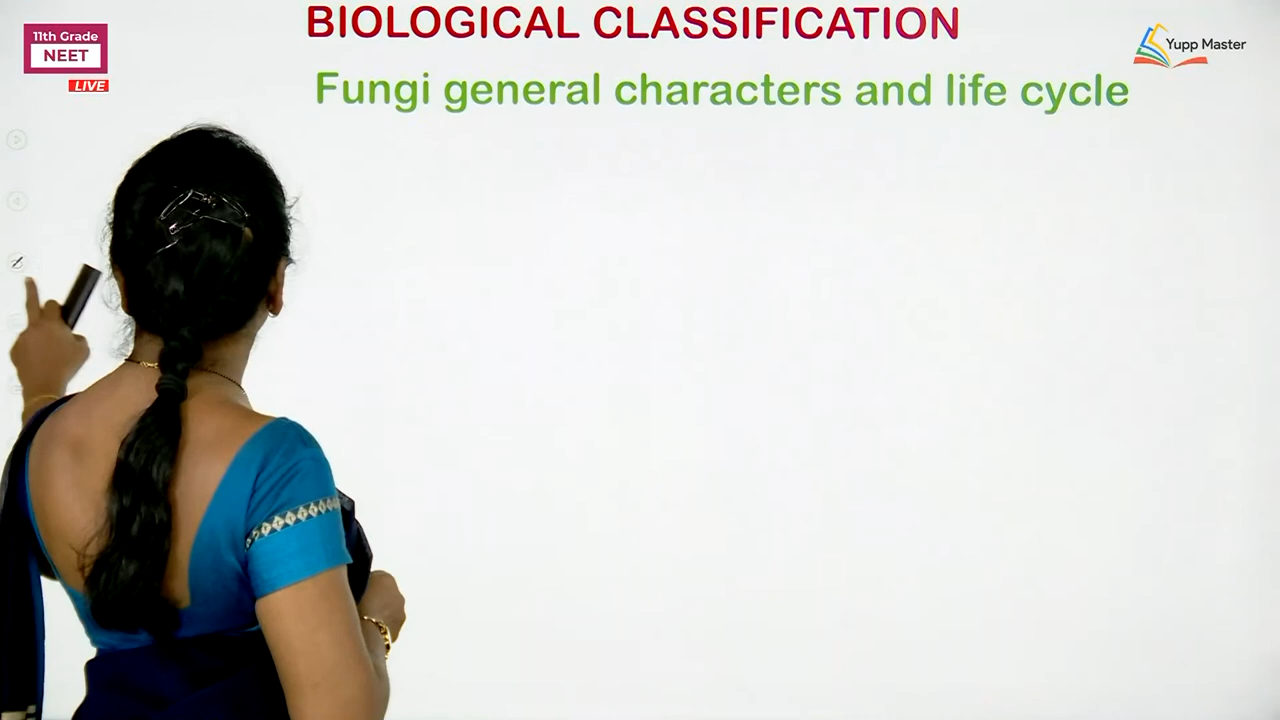 BIOLOGICAL CLASSIFICATION
11th Grade
NEET
LIVE
Yupp Master
Fungi general characters and life cycle